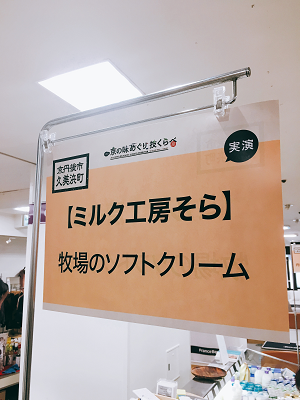 京の味めぐり技くらべ
実演
京丹後市
久美浜町
【ミルク工房そら】
牧場のソフトクリーム